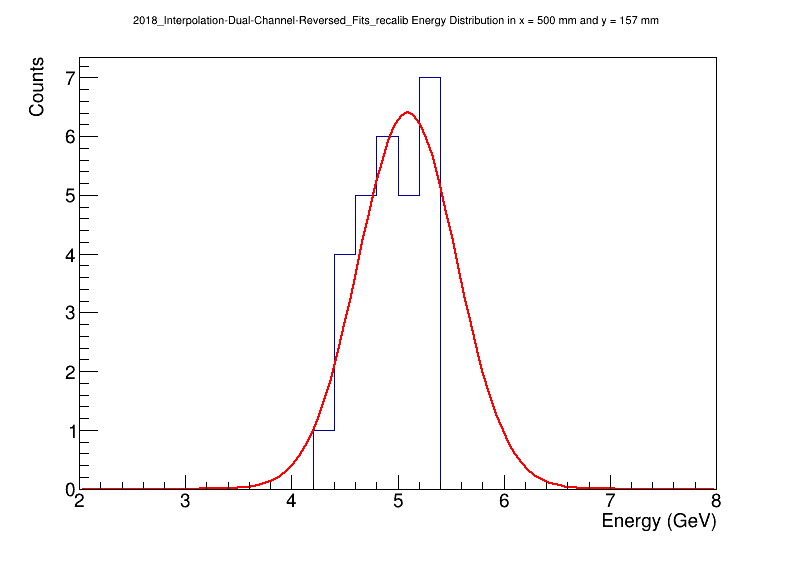 2018_Interpolation-Dual-Channel-Reversed_Fits_recalib Energy Distribution in x = 500 mm and y = 157 mm
Counts
7
6
5
4
3
2
1
0
2 3 4 5 6 7 8
Energy (GeV)